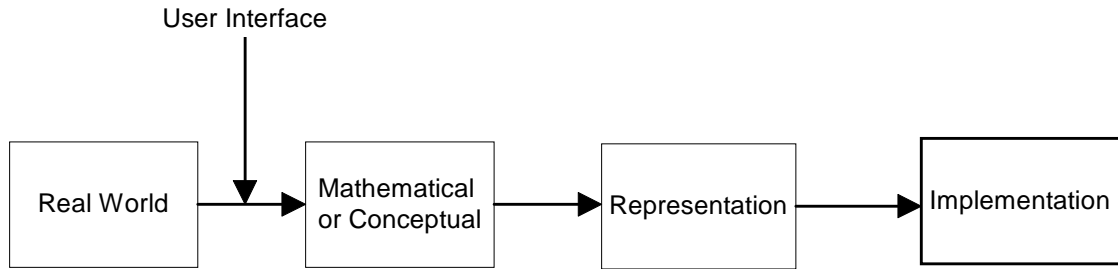 User Interface
Real World
Mathematical
or Conceptual
Representation
Implementation